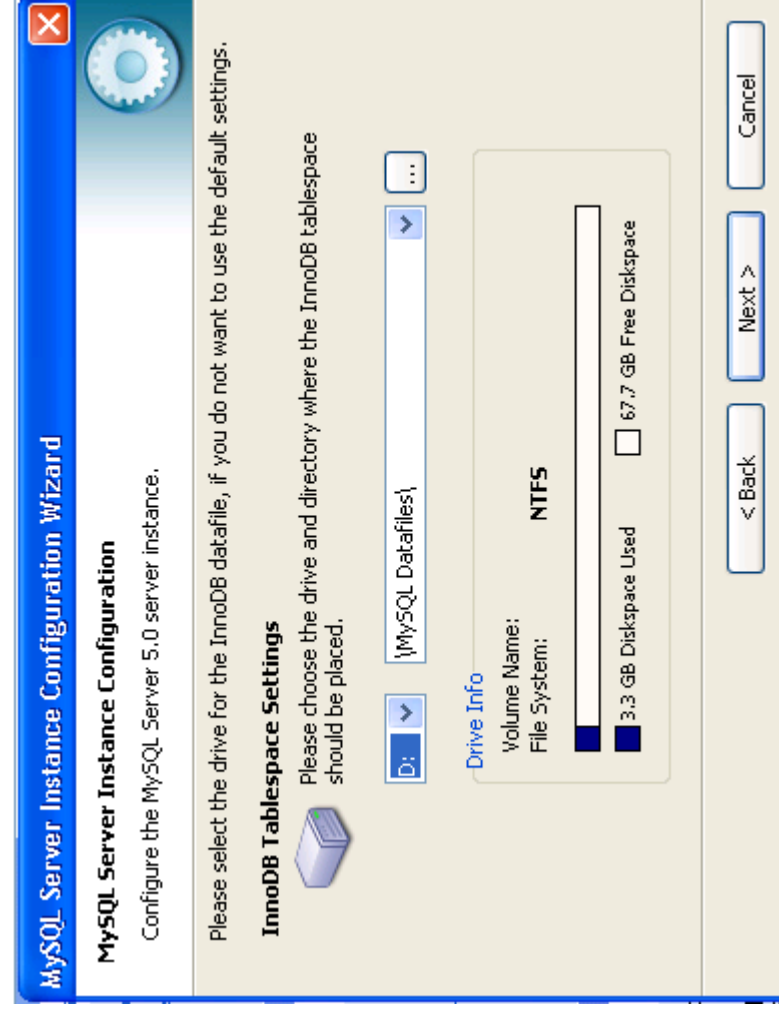 MySQL Server Instance Configuration Wizard
MySQL Server Instance Configuration
Configure the MySQL Server 5.0 server instance.
Please select the drive for the InnoDB datafile, if you do not want to use the default settings.
InnoDB Tablespace Settings
Please choose the drive and directory where the InnoDB tablespace
should be placed.
D: \MySQL Datafiles\ ...
Drive Info
Volume Name:
File System: NTFS
3.3 GB Diskspace Used 67.7 GB Free Diskspace
< Back Next > Cancel